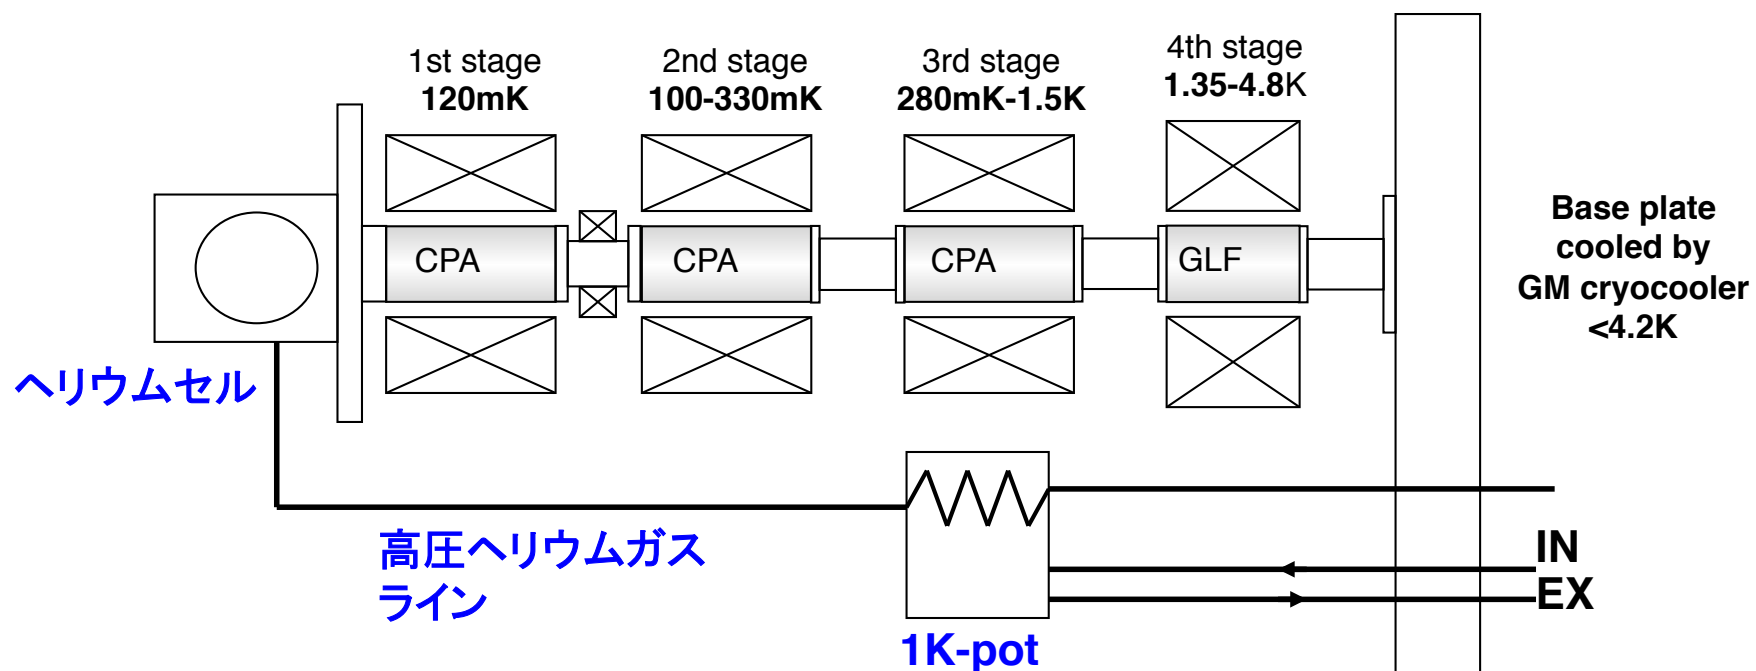 1st stage
120mK
2nd stage
100-330mK
3rd stage
280mK-1.5K
4th stage
1.35-4.8K
CPA
CPA
CPA
GLF
Base plate
cooled by
GM cryocooler
<4.2K
ヘリウムセル
高圧ヘリウムガス
ライン
IN
EX
1K-pot